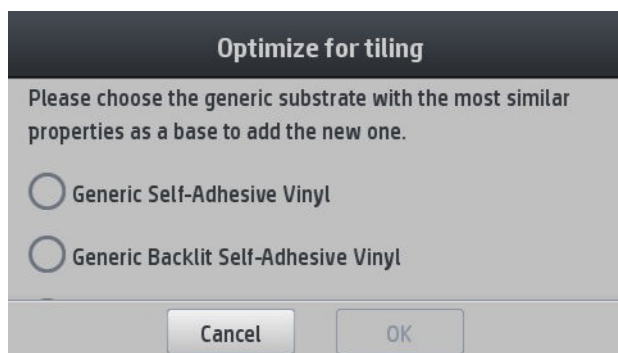 Optimize for tiling
Please choose the generic substrate with the most similar
properties as a base to add the new one.
Generic Self-Adhesive Vinyl
Generic Backlit Self-Adhesive Vinyl
Cancel
OK